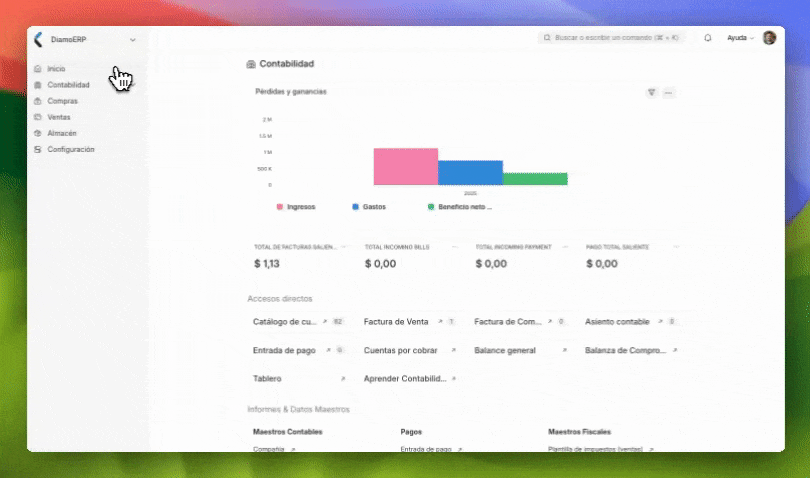 DiamoERP
Buscar o escribir un comando (⌘ + K)
Ayuda
Inicio
Contabilidad
Compras
Ventas
Almacén
Configuración
Contabilidad
Pérdidas y ganancias
2 M
1.5 M
1 M
500 K
0
2025
Ingresos
Gastos
Beneficio neto ...
TOTAL DE FACTURAS SALIEN...
TOTAL INCOMING BILLS
TOTAL INCOMING PAYMENT
PAGO TOTAL SALIENTE
$ 1,13
$ 0,00
$ 0,00
$ 0,00
Accesos directos
Catálogo de cu... 82
Factura de Venta 1
Factura de Com... 0
Asiento contable 0
Entrada de pago 0
Cuentas por cobrar
Balance general
Balanza de Compro...
Tablero
Aprender Contabilid...
Informes & Datos Maestros
Maestros Contables
Pagos
Maestros Fiscales
Compañía
Entrada de pago
Plantilla de impuestos (ventas)